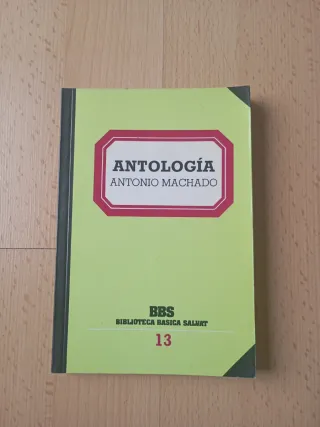 ANTOLOGÍA
ANTONIO MACHADO
BBS
BIBLIOTECA BASICA SALVAT
13